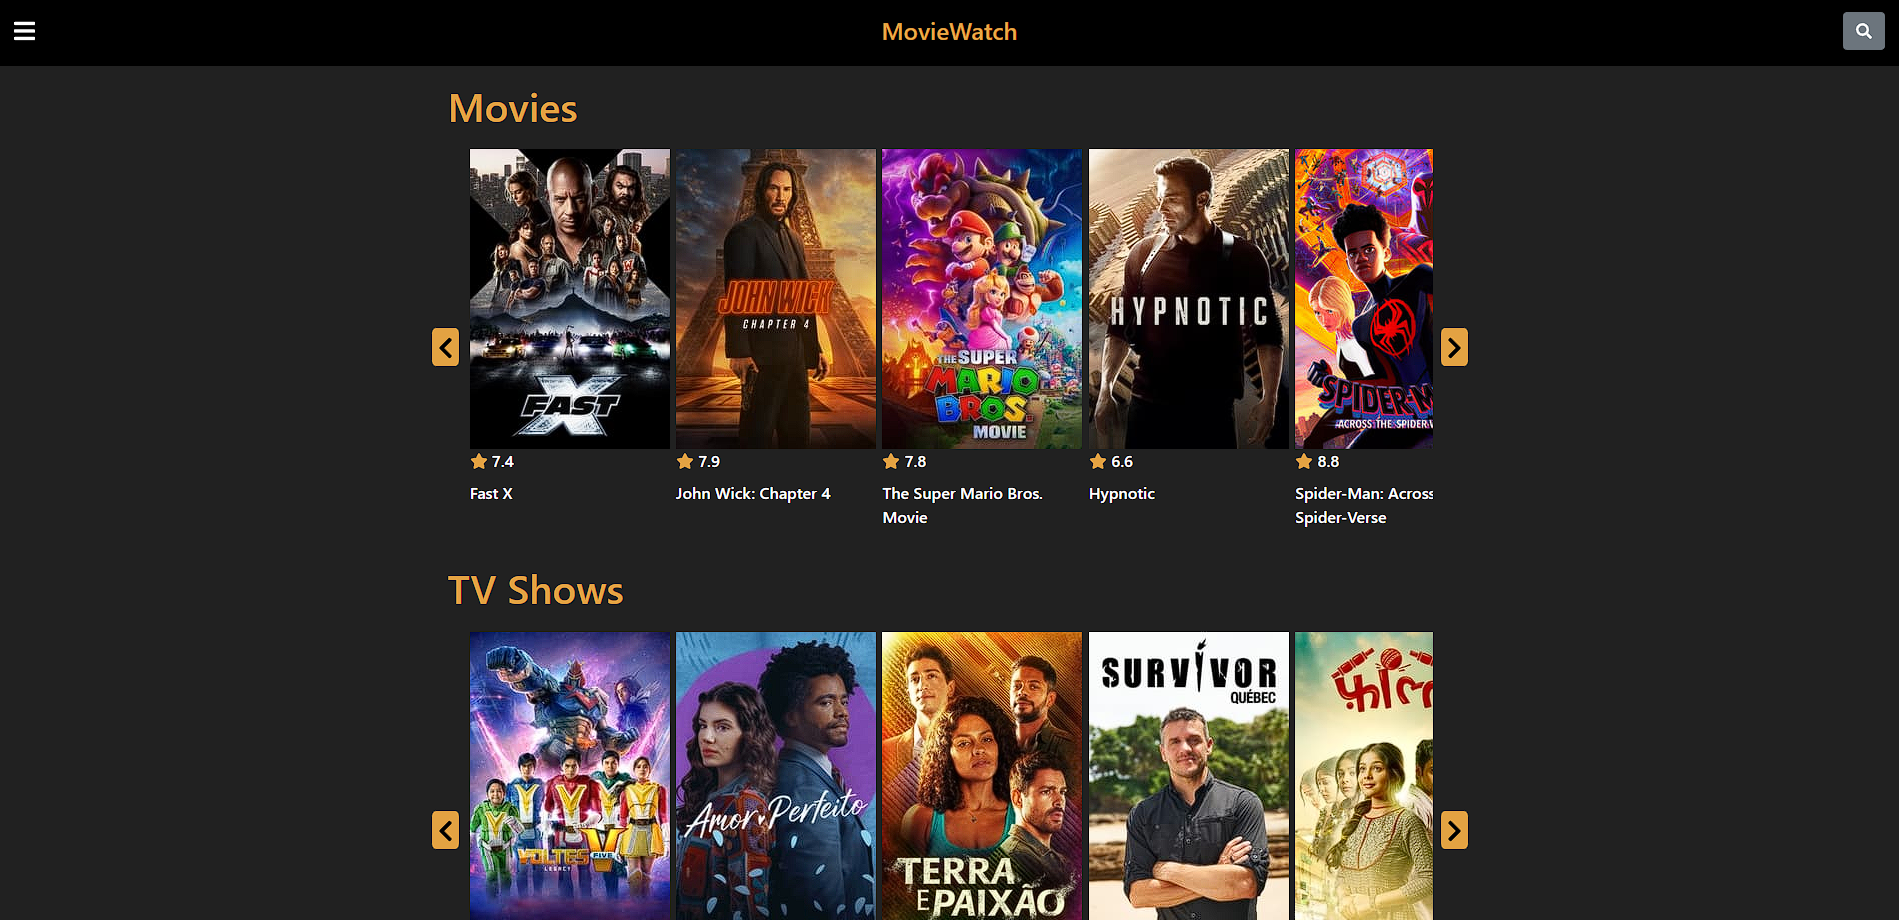 MovieWatch
Movies
FAST X
JOHN WICK
CHAPTER 4
THE SUPER
MARIO
BROS.
MOVIE
HYPNOTIC
SPIDER-M
ACROSS THE SPIDER
7.4
7.9
7.8
6.6
8.8
Fast X
John Wick: Chapter 4
The Super Mario Bros.
Movie
Hypnotic
Spider-Man: Across
Spider-Verse
TV Shows
VOLTES V
FIVE
LEGACY
Amor Perfeito
TERRA
E PAIXÃO
SURVIVOR
QUÉBEC